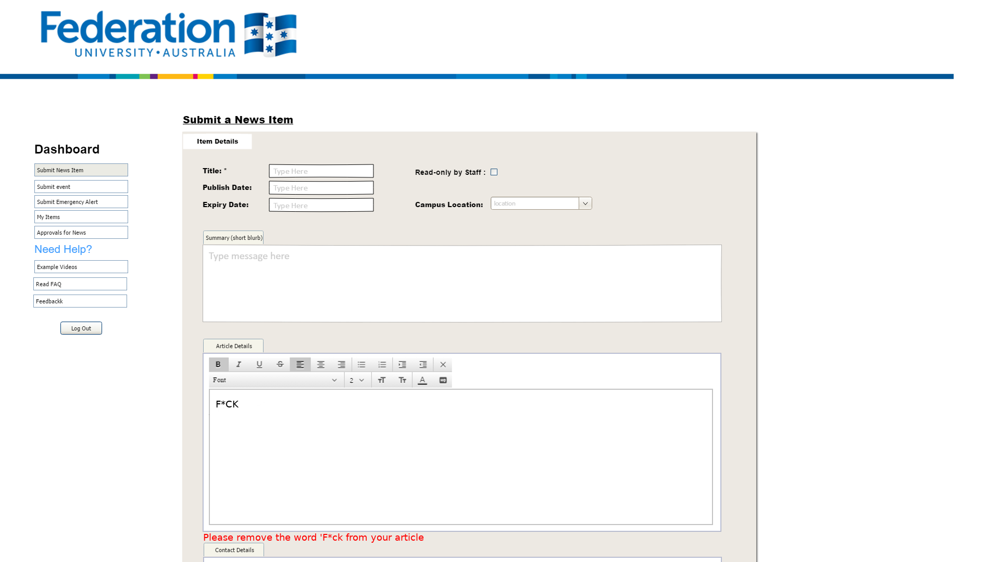 Federation
UNIVERSITY•AUSTRALIA
Submit a News Item
Item Details
Dashboard
Submit News Item
Submit event
Submit Emergency Alert
My Items
Approvals for News
Need Help?
Example Videos
Read FAQ
Feedbackk
Log Out
Title: *
Type Here
Read-only by Staff :
Publish Date:
Type Here
Expiry Date:
Type Here
Campus Location:
location
Summary (short blurb)
Type message here
Article Details
B I U S
Font
2
TT
TT
A
F*CK
Please remove the word 'F*ck from your article
Contact Details